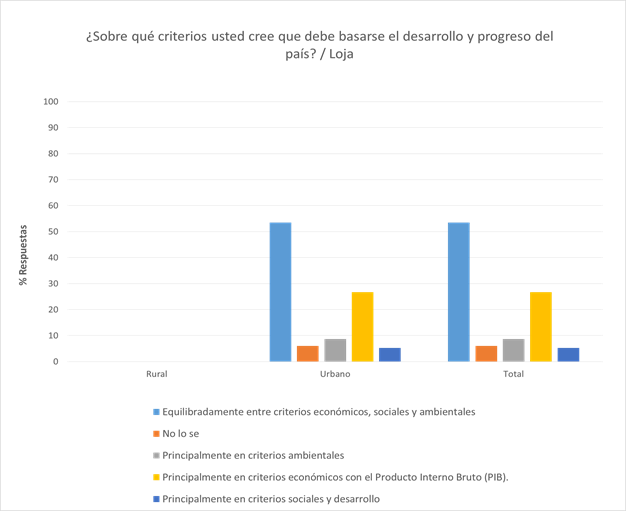 ¿Sobre qué criterios usted cree que debe basarse el desarrollo y progreso del
país? / Loja
100
90
80
70
60
50
40
30
20
10
0
% Respuestas
Rural
Urbano
Total
Equilibradamente entre criterios económicos, sociales y ambientales
No lo se
Principalmente en criterios ambientales
Principalmente en criterios económicos con el Producto Interno Bruto (PIB).
Principalmente en criterios sociales y desarrollo